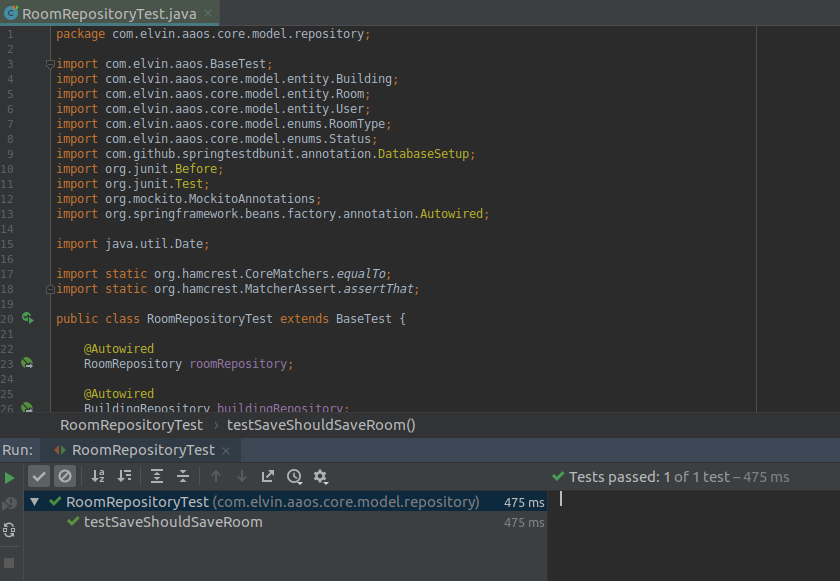 RoomRepositoryTest.java
1 package com.elvin.aaos.core.model.repository;
2
3 import com.elvin.aaos.BaseTest;
4 import com.elvin.aaos.core.model.entity.Building;
5 import com.elvin.aaos.core.model.entity.Room;
6 import com.elvin.aaos.core.model.entity.User;
7 import com.elvin.aaos.core.model.enums.RoomType;
8 import com.elvin.aaos.core.model.enums.Status;
9 import com.github.springtestdbunit.annotation.DatabaseSetup;
10 import org.junit.Before;
11 import org.junit.Test;
12 import org.mockito.MockitoAnnotations;
13 import org.springframework.beans.factory.annotation.Autowired;
14
15 import java.util.Date;
16
17 import static org.hamcrest.CoreMatchers.equalTo;
18 import static org.hamcrest.MatcherAssert.assertThat;
19
20 public class RoomRepositoryTest extends BaseTest {
21
22 @Autowired
23 RoomRepository roomRepository;
24
25 @Autowired
26 BuildingRepository buildingRepository;
RoomRepositoryTest › testSaveShouldSaveRoom()
Run: RoomRepositoryTest
Tests passed: 1 of 1 test – 475 ms
RoomRepositoryTest (com.elvin.aaos.core.model.repository) 475 ms
testSaveShouldSaveRoom 475 ms